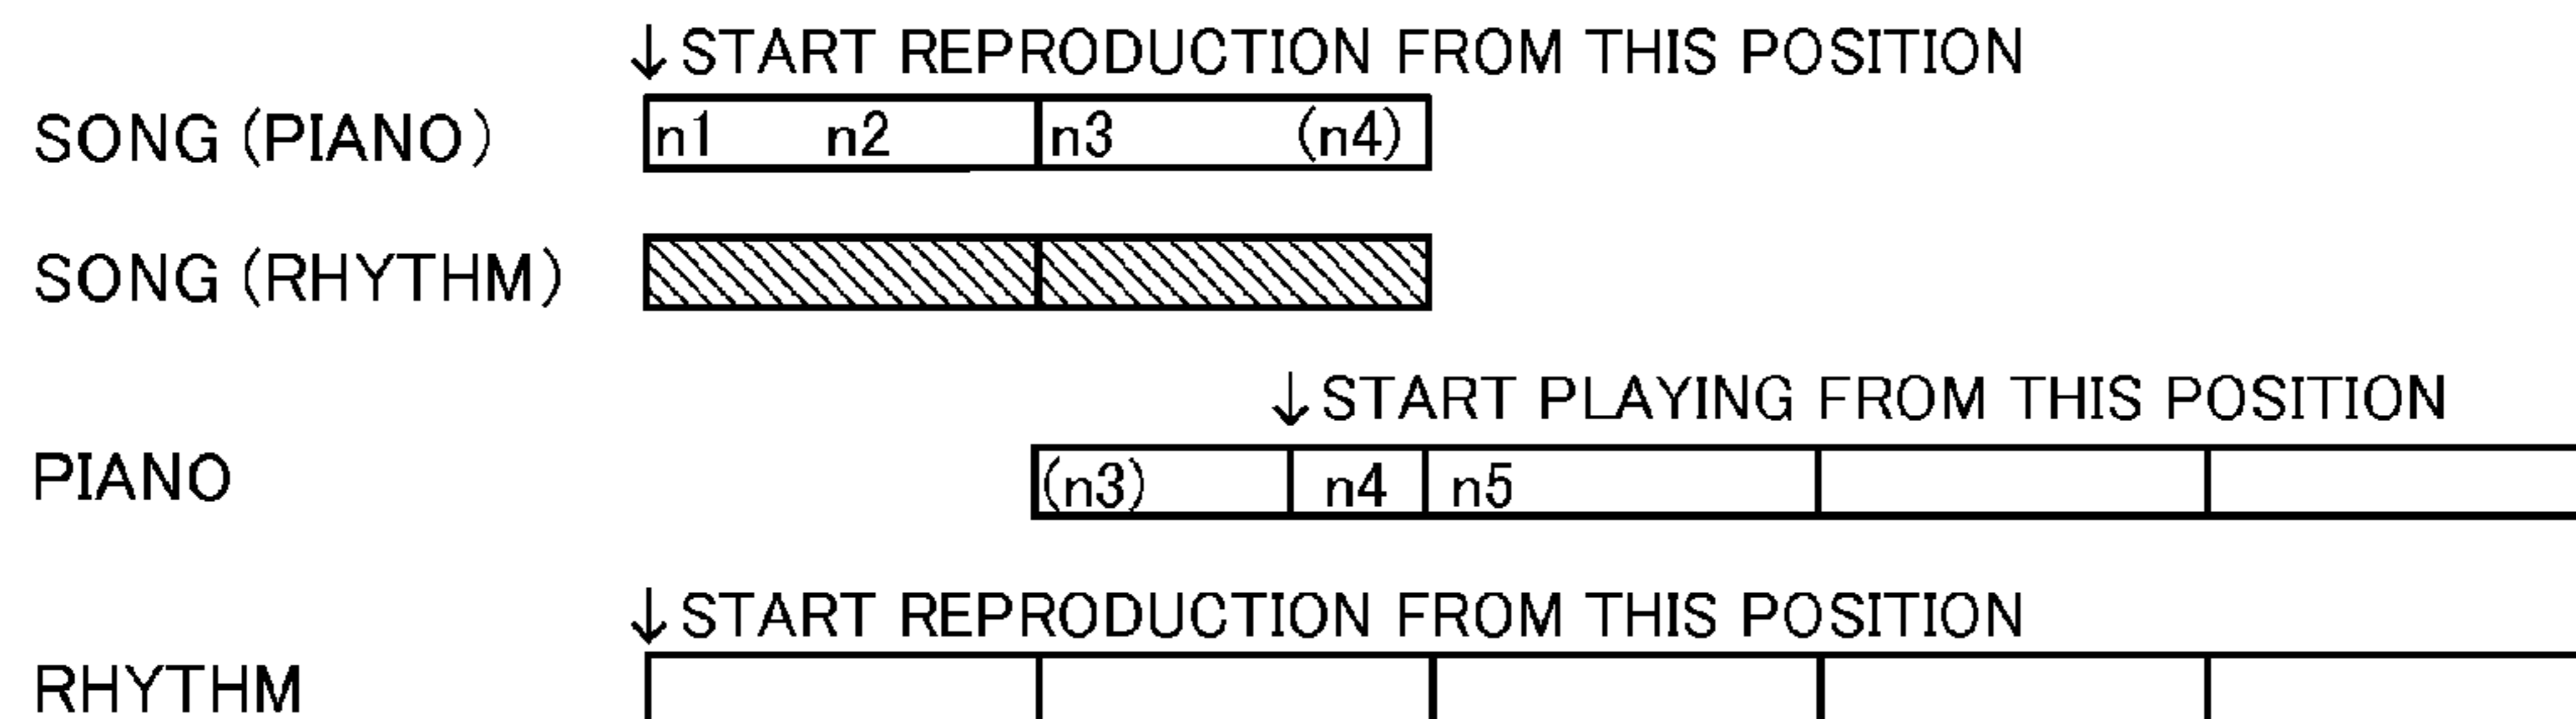 ↓START REPRODUCTION FROM THIS POSITION
SONG (PIANO) n1 n2 n3 (n4)
SONG (RHYTHM)
↓START PLAYING FROM THIS POSITION
PIANO (n3) n4 n5
↓START REPRODUCTION FROM THIS POSITION
RHYTHM